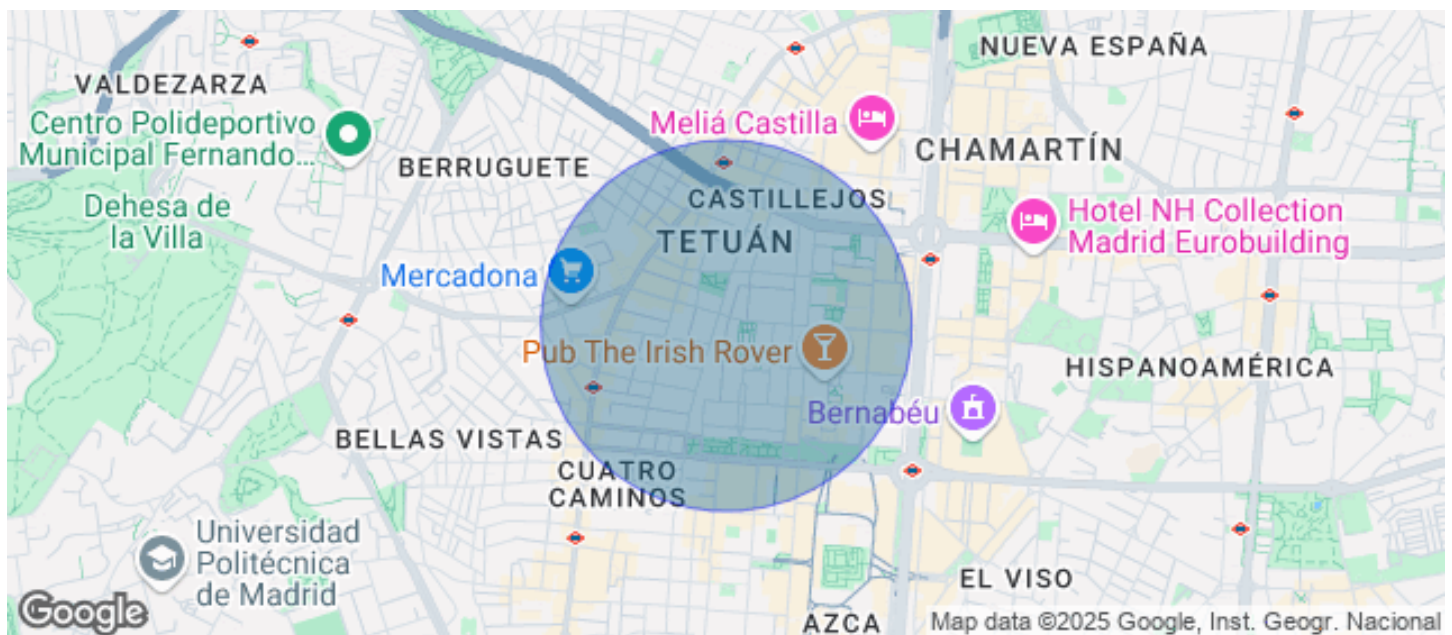 NUEVA ESPAÑA
VALDEZARZA
Centro Polideportivo
Municipal Fernando...
Meliá Castilla
CHAMARTÍN
BERRUGUETE
CASTILLEJOS
Dehesa de
la Villa
TETUÁN
Hotel NH Collection
Madrid Eurobuilding
Mercadona
Pub The Irish Rover
HISPANOAMÉRICA
Bernabéu
BELLAS VISTAS
CUATRO
CAMINOS
Universidad
Politécnica
de Madrid
EL VISO
AZCA
Google
Map data ©2025 Google, Inst. Geogr. Nacional